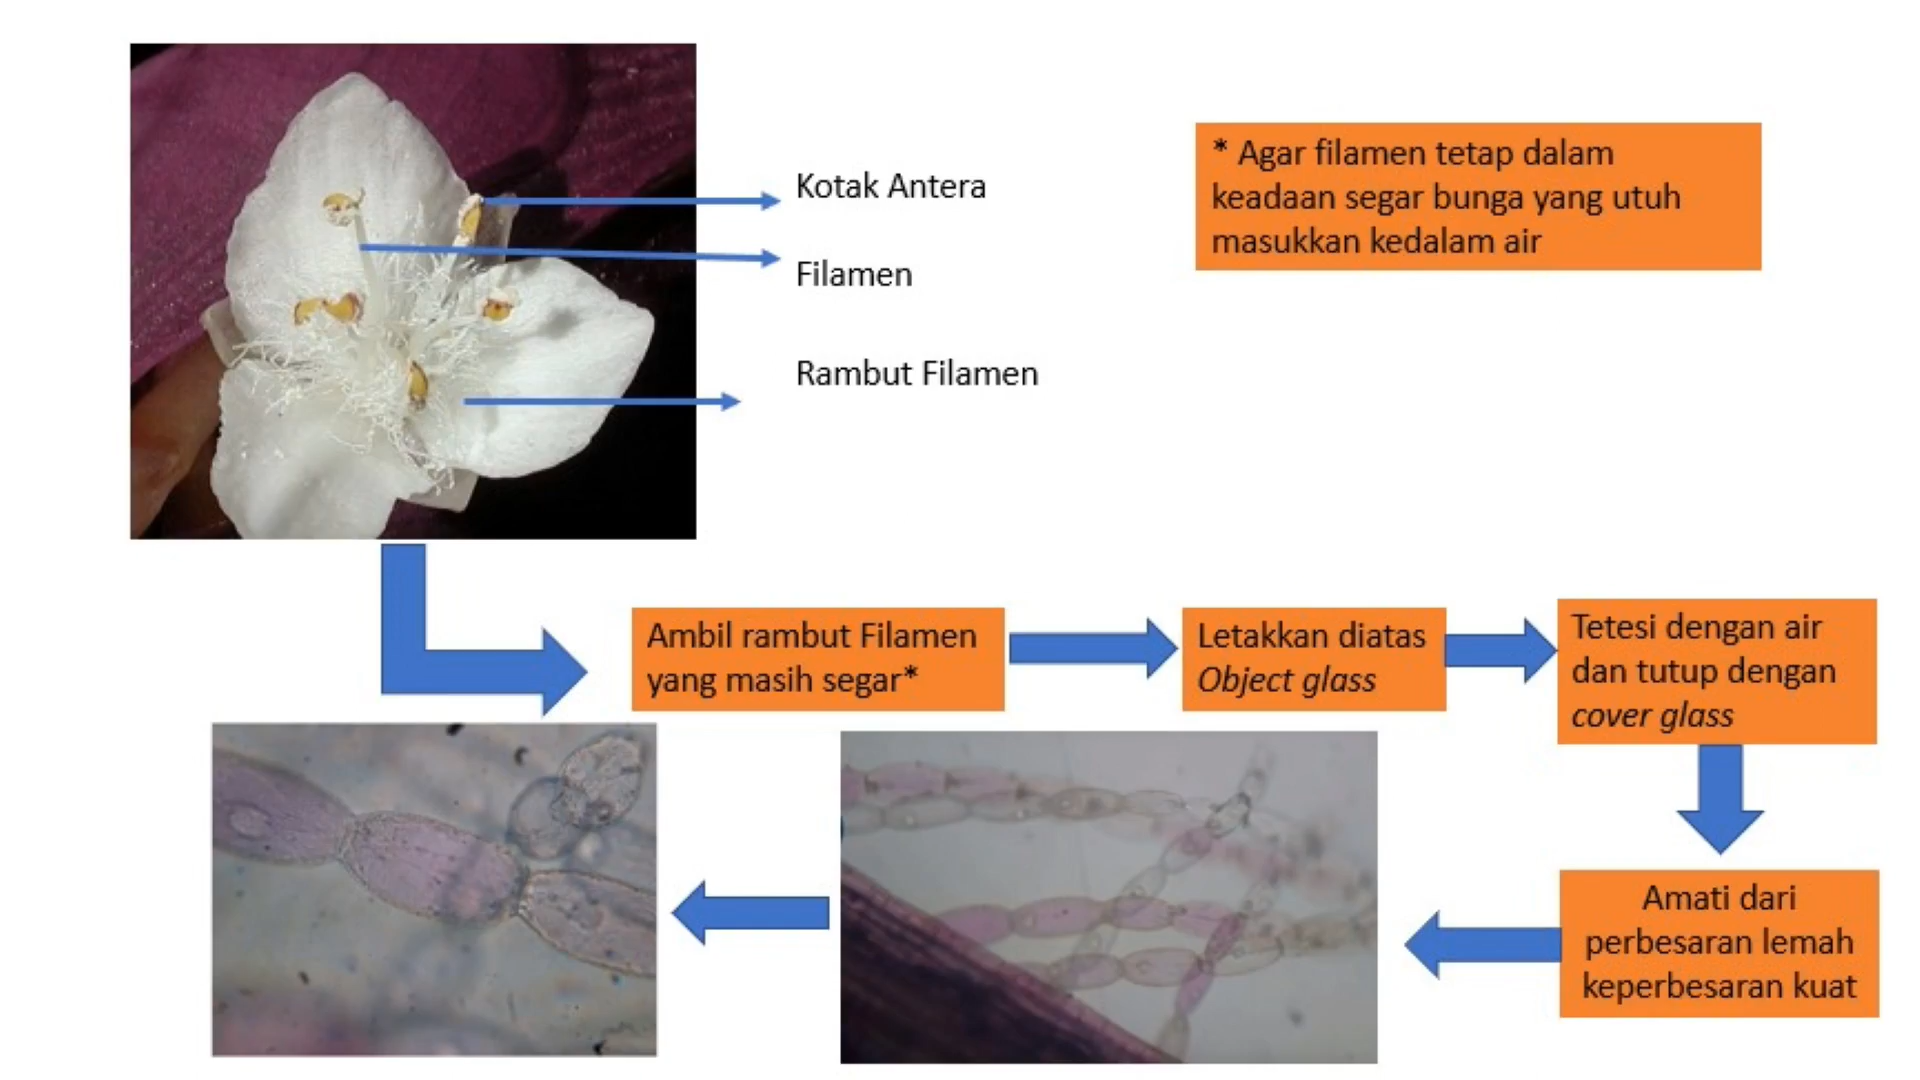 Kotak Antera
Filamen
Rambut Filamen
* Agar filamen tetap dalam
keadaan segar bunga yang utuh
masukkan kedalam air
Ambil rambut Filamen
yang masih segar*
Letakkan diatas
Object glass
Tetesi dengan air
dan tutup dengan
cover glass
Amati dari
perbesaran lemah
keperbesaran kuat